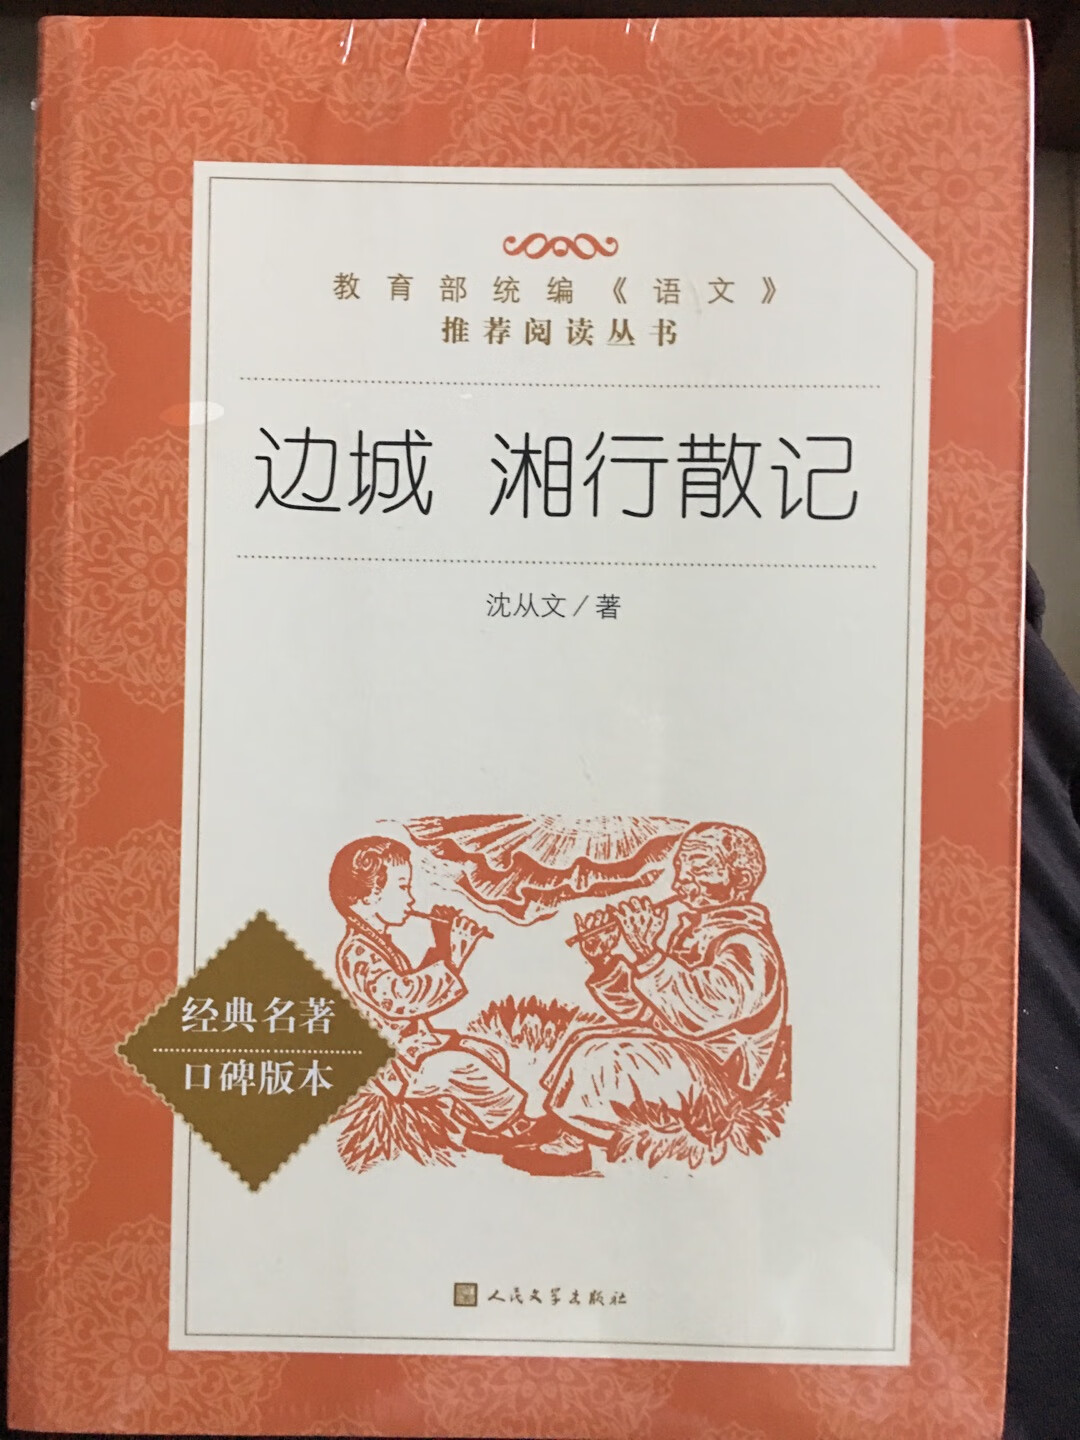 教育部统编《语文》
推荐阅读丛书
边城 湘行散记
沈从文/著
经典名著
口碑版本
人民文学出版社